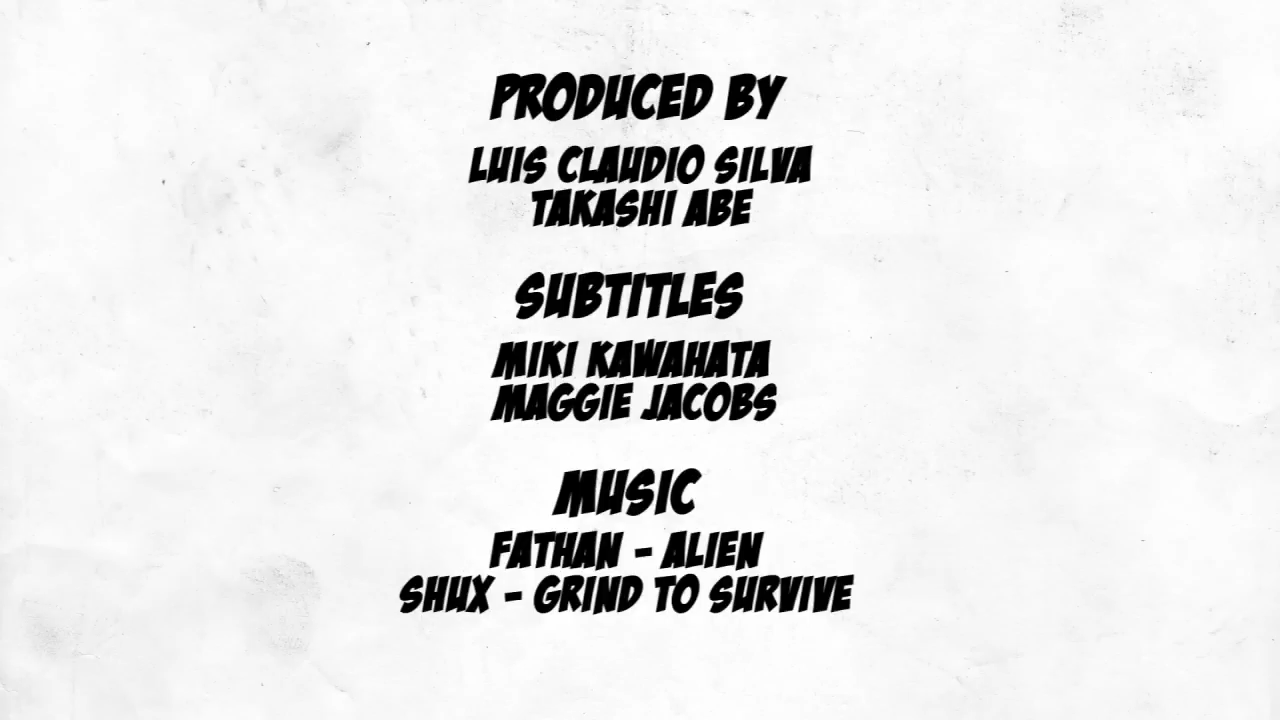 PRODUCED BY
LUIS CLAUDIO SILVA
TAKASHI ABE
SUBTITLES
MIKI KAWAHATA
MAGGIE JACOBS
MUSIC
FATHAN - ALIEN
SHUX - GRIND TO SURVIVE